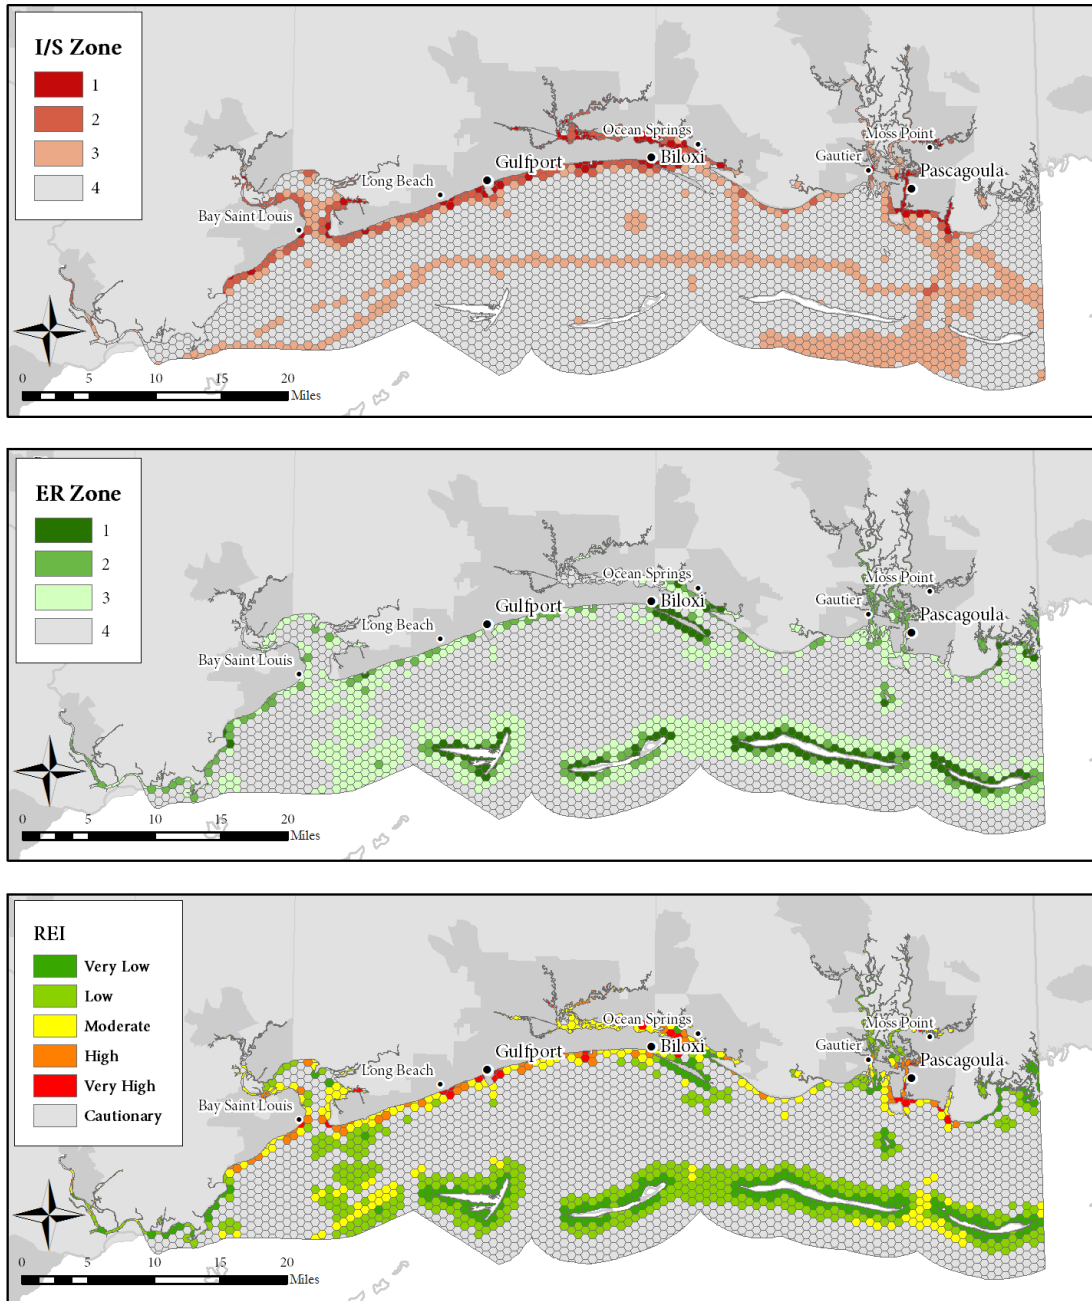 I/S Zone
1
2
3
4
Ocean Springs
Moss Point
Biloxi
Gautier
Gulfport
Long Beach
Pascagoula
Bay Saint Louis
0 5 10 20
Miles
ER Zone
1
2
3
4
Ocean Springs
Moss Point
Biloxi
Gautier
Gulfport
Long Beach
Pascagoula
Bay Saint Louis
0 5 10 20
Miles
REI
Very Low
Low
Moderate
High
Very High
Cautionary
Ocean Springs
Moss Point
Biloxi
Gautier
Gulfport
Long Beach
Pascagoula
Bay Saint Louis
0 5 10 20
Miles